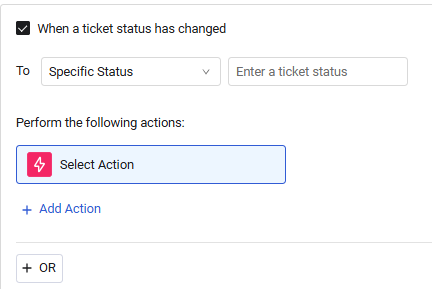 When a ticket status has changed
To Specific Status Enter a ticket status
Perform the following actions:
Select Action
+ Add Action
+ OR